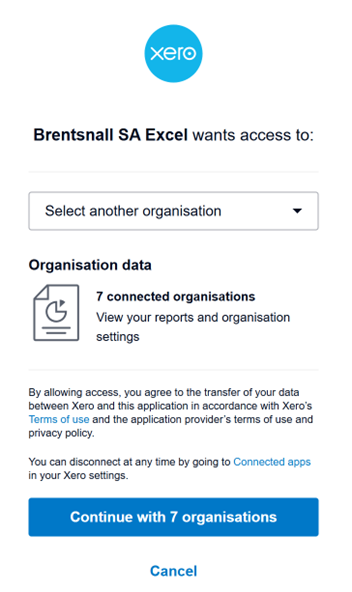 xero
Brentsnall SA Excel wants access to:
Select another organisation
Organisation data
7 connected organisations
View your reports and organisation
settings
By allowing access, you agree to the transfer of your data
between Xero and this application in accordance with Xero's
Terms of use and the application provider's terms of use and
privacy policy.
You can disconnect at any time by going to Connected apps
in your Xero settings.
Continue with 7 organisations
Cancel